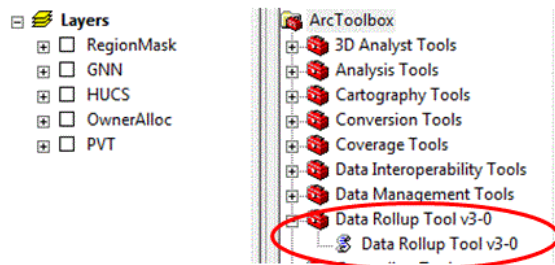 Layers
RegionMask
GNN
HUCS
OwnerAlloc
PVT
ArcToolbox
3D Analyst Tools
Analysis Tools
Cartography Tools
Conversion Tools
Coverage Tools
Data Interoperability Tools
Data Management Tools
Data Rollup Tool v3-0
Data Rollup Tool v3-0